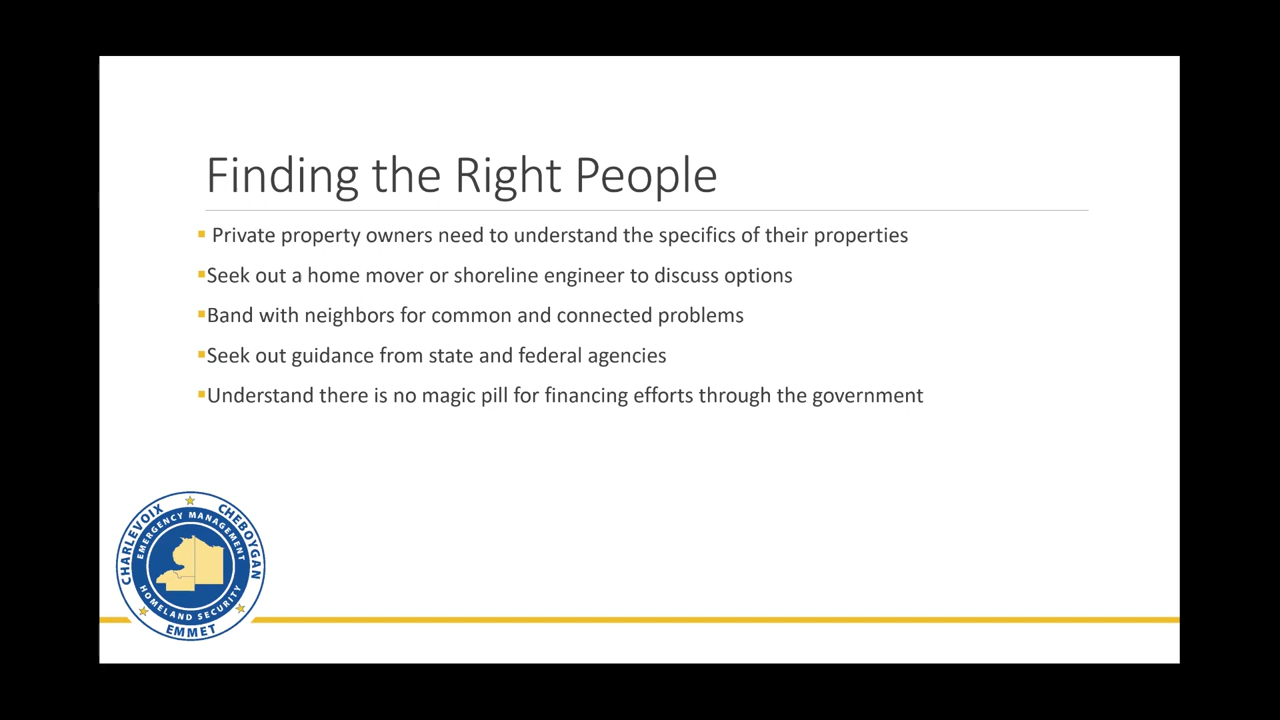 Finding the Right People
▪ Private property owners need to understand the specifics of their properties
▪Seek out a home mover or shoreline engineer to discuss options
▪Band with neighbors for common and connected problems
▪Seek out guidance from state and federal agencies
▪Understand there is no magic pill for financing efforts through the government
CHARLEVOIX
CHEBOYGAN
EMERGENCY MANAGEMENT
HOMELAND SECURITY
EMMET